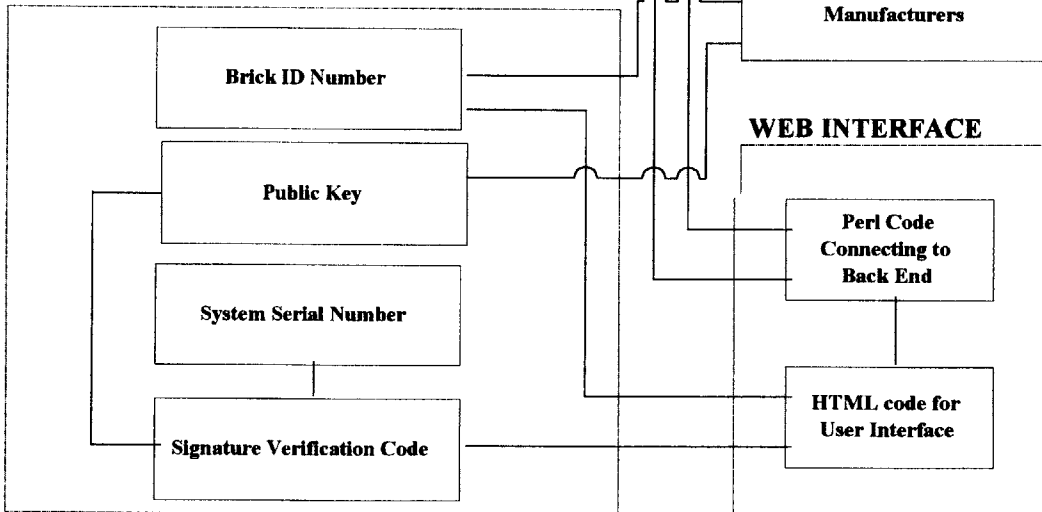 Brick ID Number
Public Key
System Serial Number
Signature Verification Code
Manufacturers
WEB INTERFACE
Perl Code
Connecting to
Back End
HTML code for
User Interface